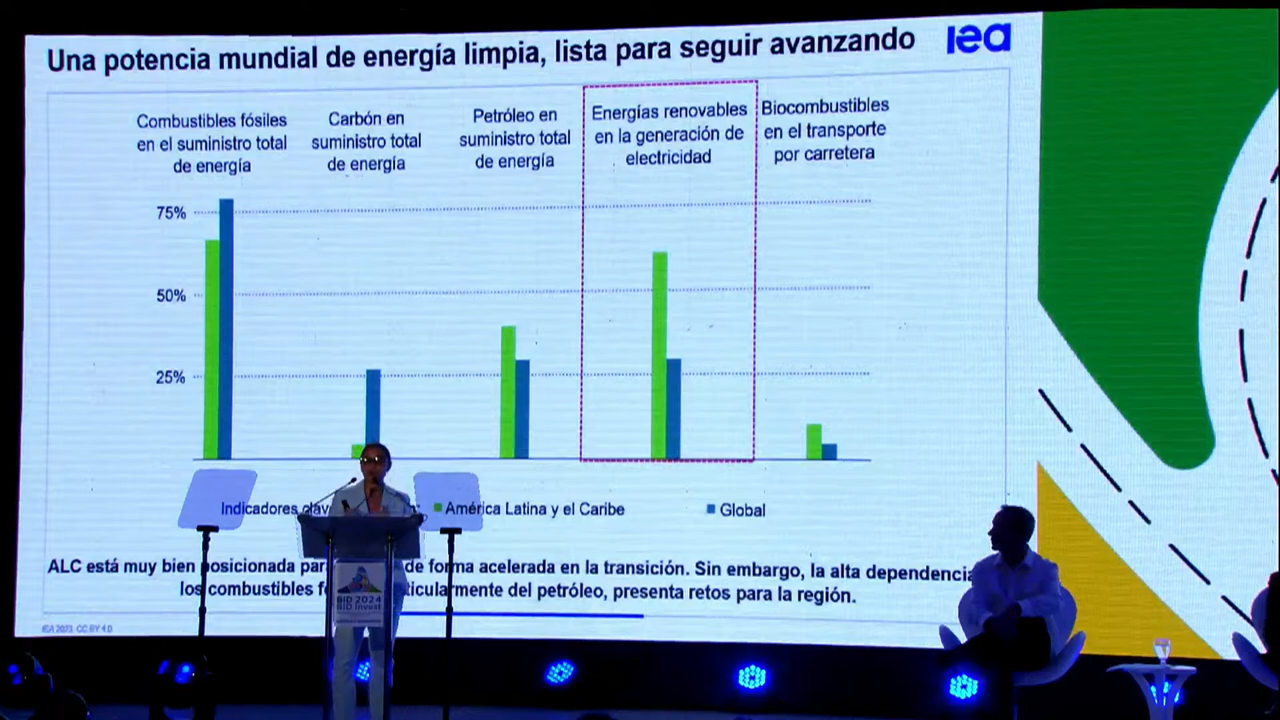 Una potencia mundial de energía limpia, lista para seguir avanzando
iea
Combustibles fósiles
en el suministro total
de energía
Carbón en
suministro total
de energía
Petróleo en
suministro total
de energía
Energías renovables
en la generación de
electricidad
Biocombustibles
en el transporte
por carretera
75%
50%
25%
Indicadores
América Latina y el Caribe
Global
ALC está muy bien posicionada de forma acelerada en la transición. Sin embargo, la alta dependencia
los combustibles mente del petróleo, presenta retos para la región.
IEA 2023. CC BY 4.0
BID 2024
BID Invest